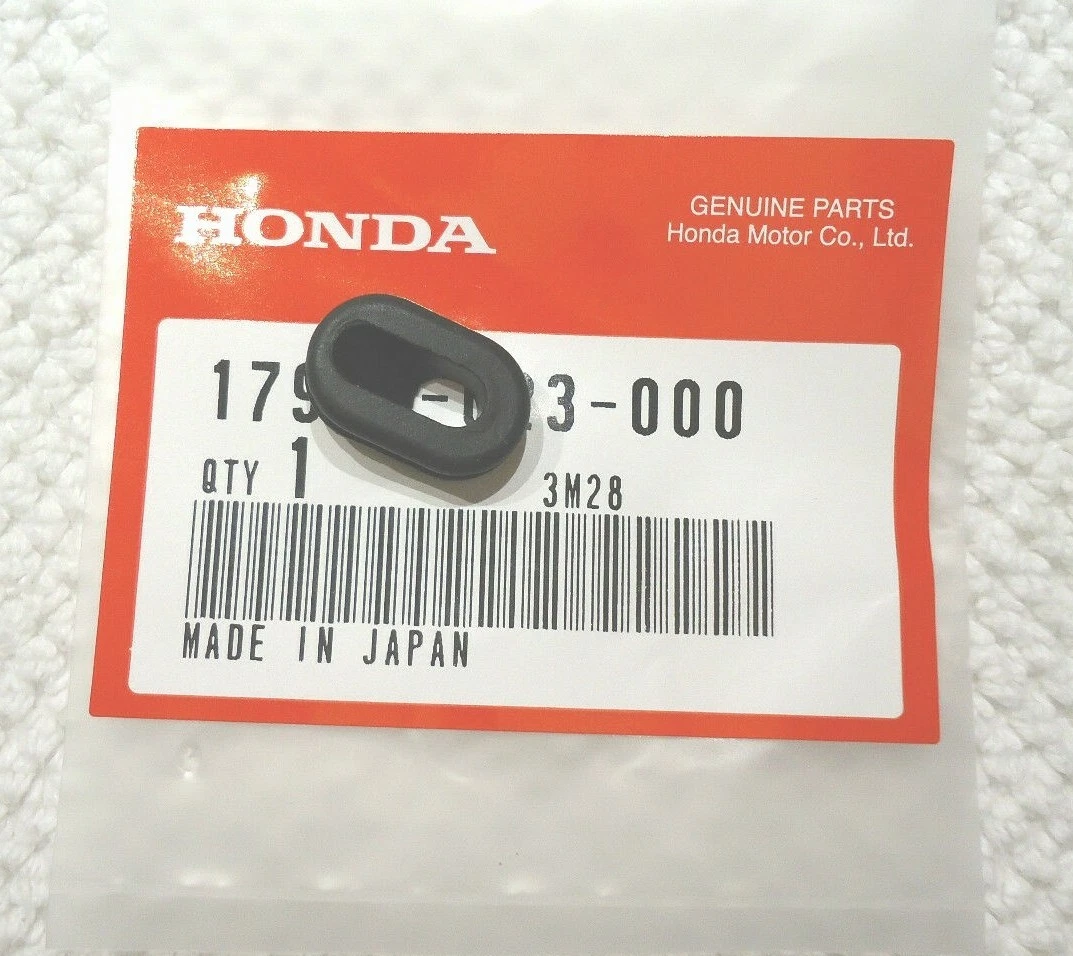 HONDA
GENUINE PARTS
Honda Motor Co., Ltd.
QTY 1
3M28
MADE IN JAPAN